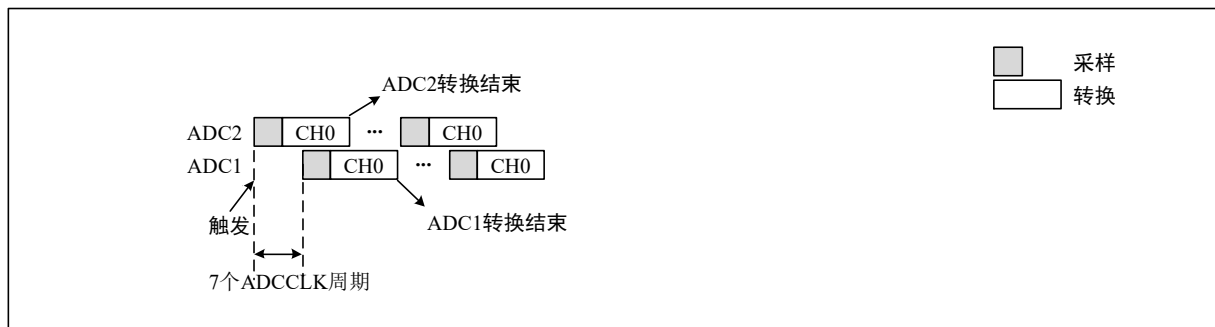 ADC2转换结束
采样
转换
ADC2 CH0 ... CH0
ADC1 CH0 ... CH0
触发
ADC1转换结束
7个ADCCLK周期